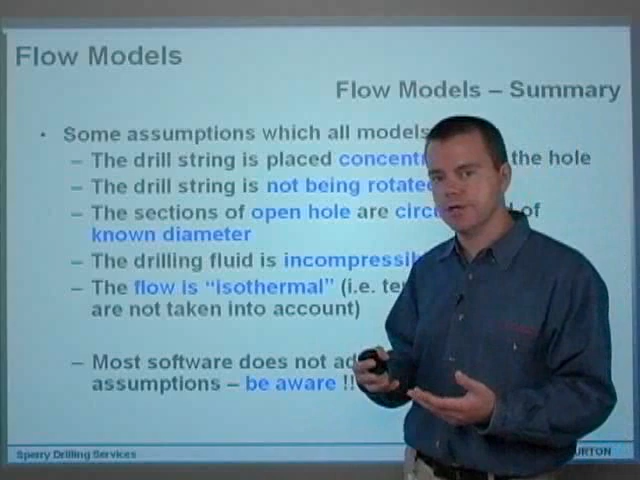 Flow Models
Flow Models – Summary
• Some assumptions which all models
– The drill string is placed concentr the hole
– The drill string is not being rotated
– The sections of open hole are circ d of
known diameter
– The drilling fluid is incompressib
– The flow is "isothermal" (i.e. te
are not taken into account)
– Most software does not ad
assumptions – be aware !!
Sperry Drilling Services
URTON